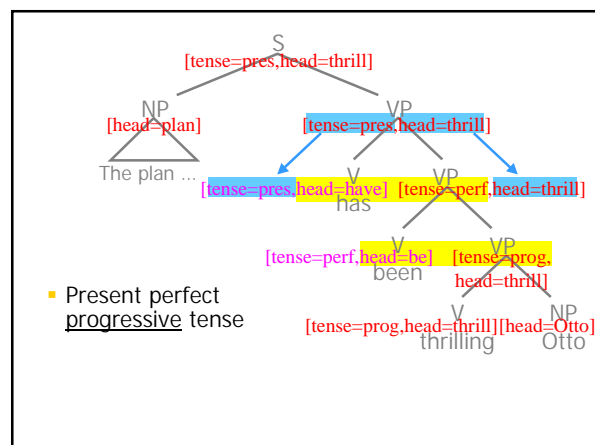 S
[tense=pres,head=thrill]
NP VP
[head=plan] [tense=pres,head=thrill]
The plan ... V VP
[tense=pres,head=have] [tense=perf,head=thrill]
has
V VP
[tense=perf,head=be] [tense=prog,
been head=thrill]
Present perfect
progressive tense
V NP
[tense=prog,head=thrill] [head=Otto]
thrilling Otto